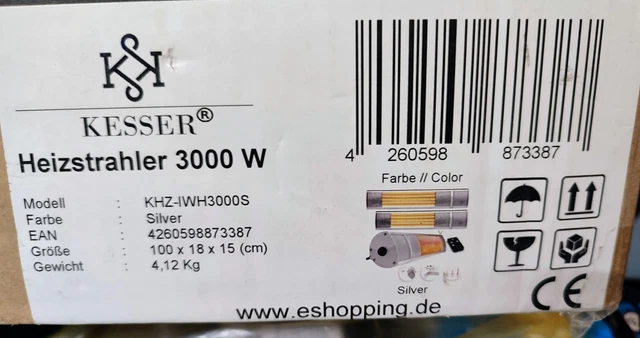 KESSER®
Heizstrahler 3000 W
Modell : KHZ-IWH3000S
Farbe : Silver
EAN : 4260598873387
Größe : 100 x 18 x 15 (cm)
Gewicht : 4,12 Kg
4 260598 873387
Farbe // Color
Silver
CE
www.eshopping.de